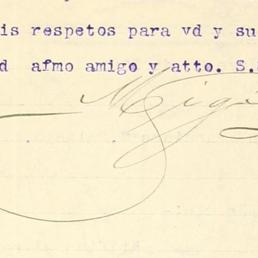 is respetos para vd y su
d afmo amigo y atto. S.